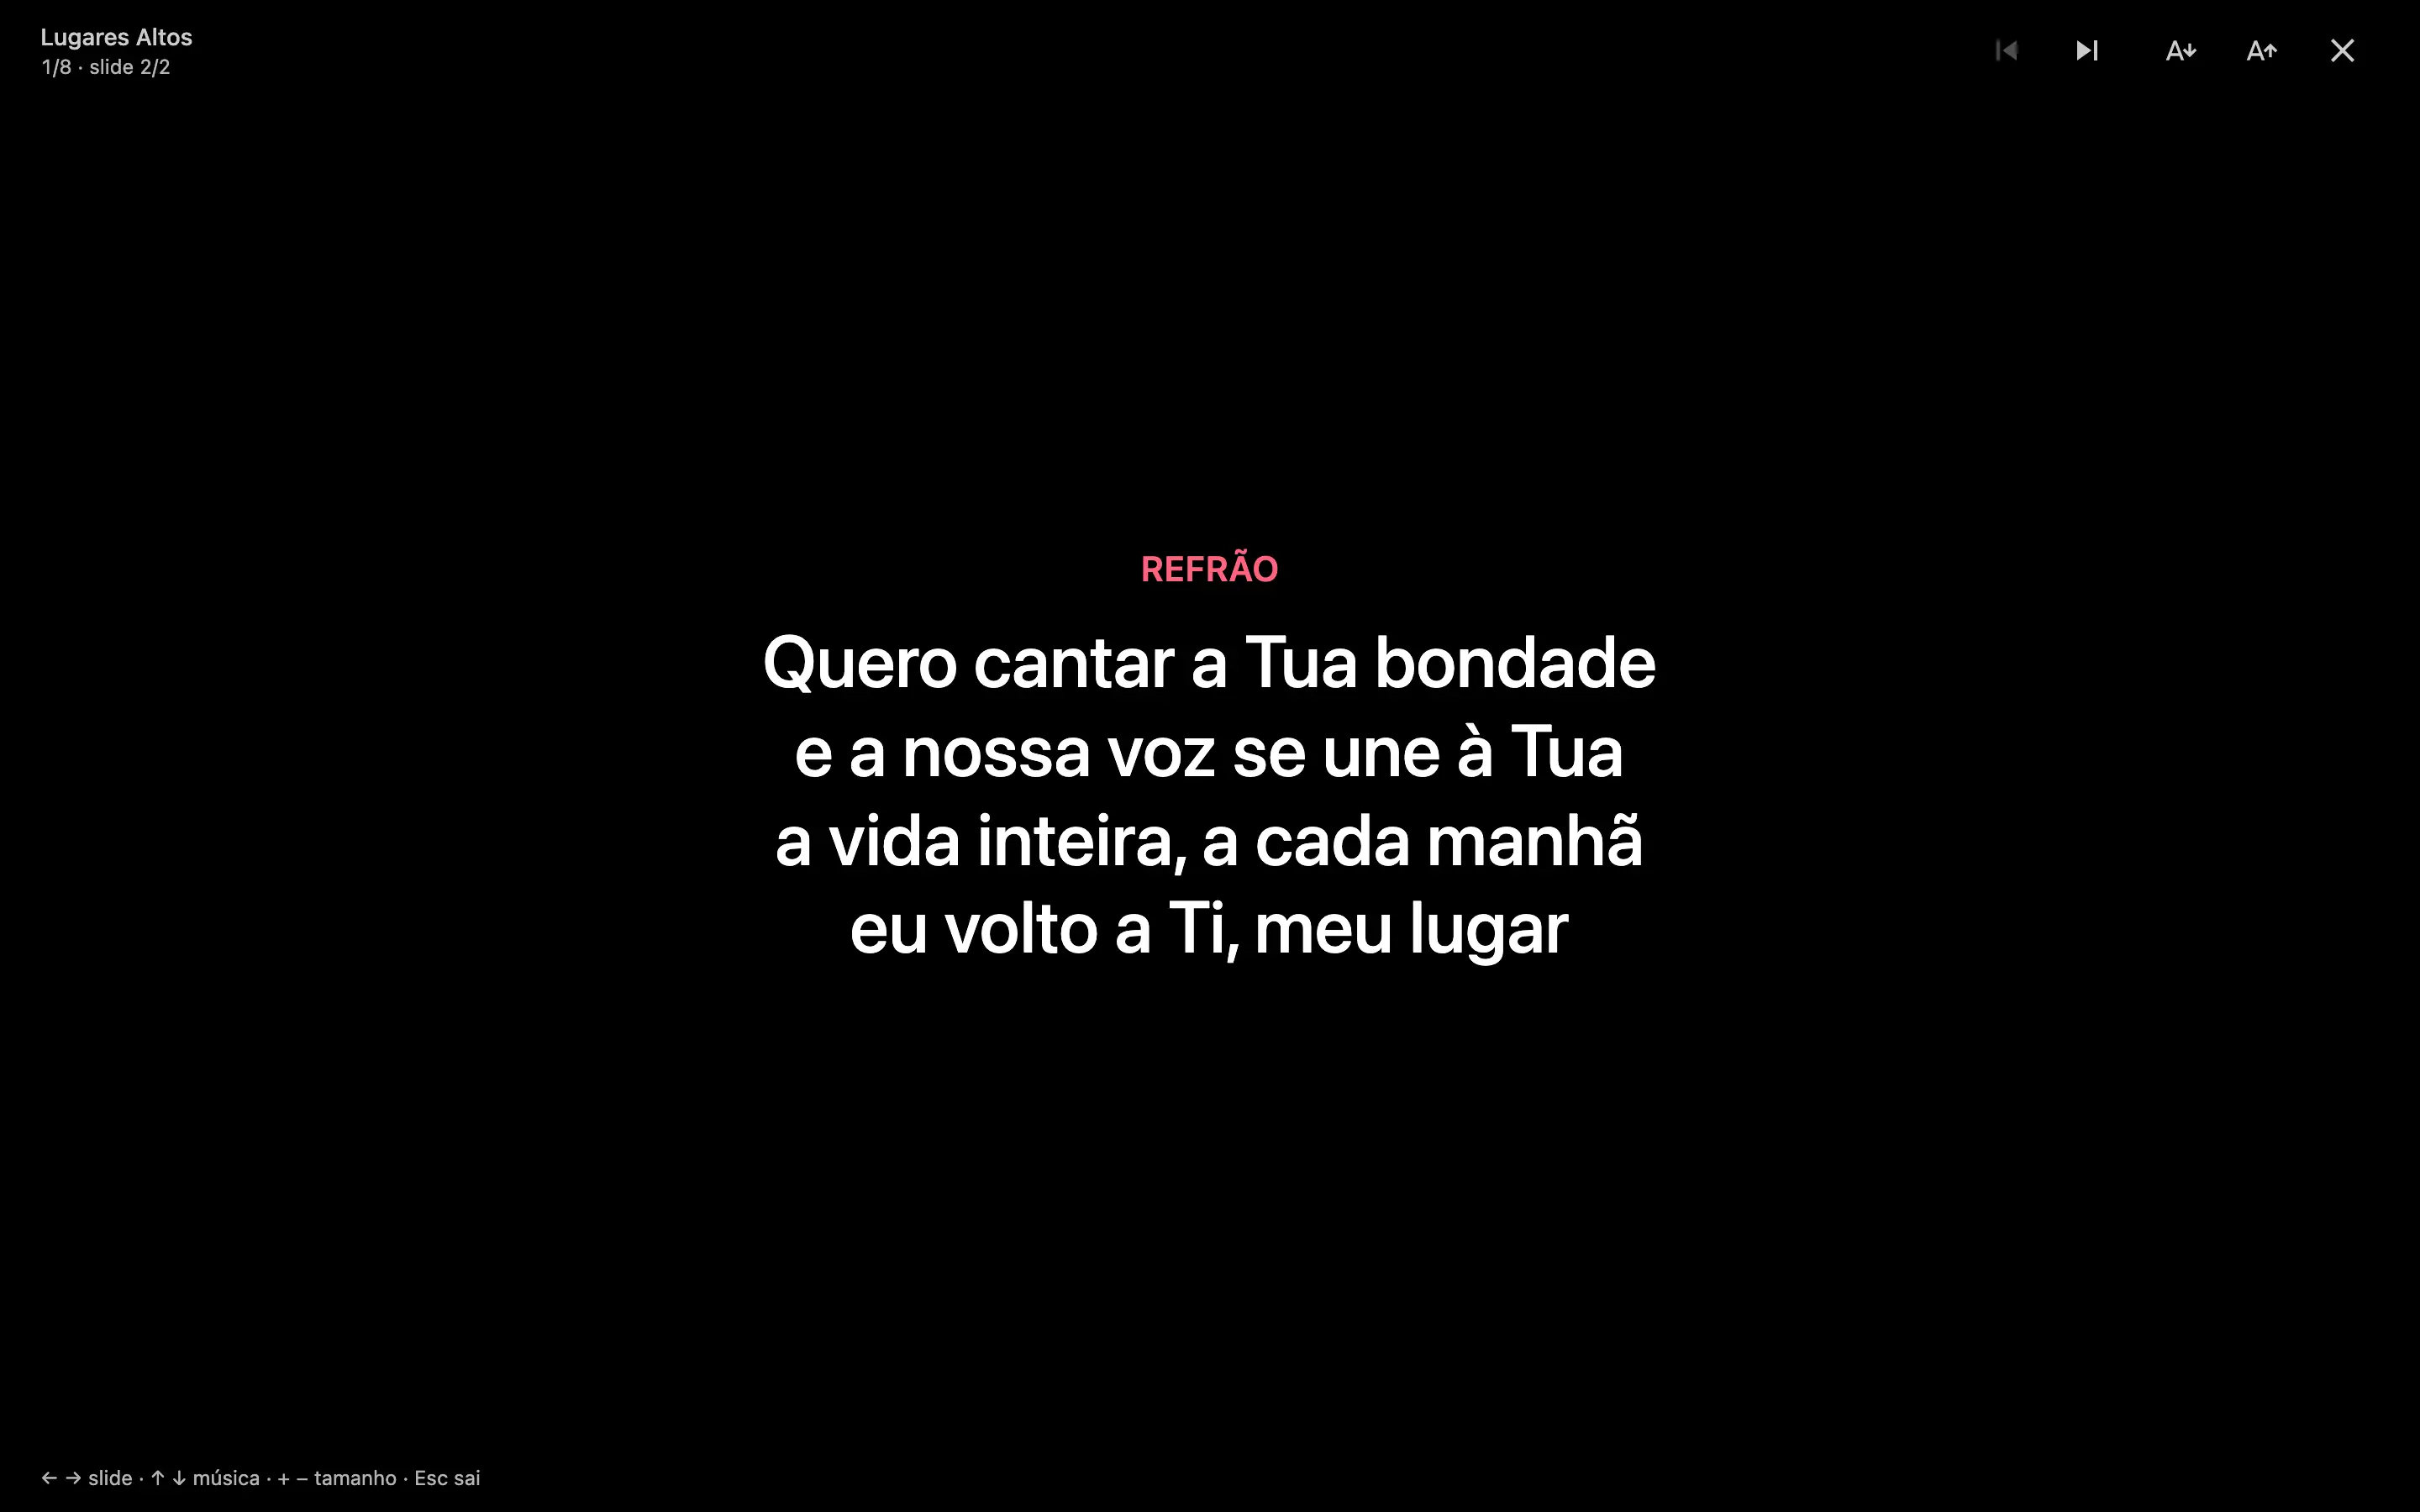 Lugares Altos
1/8 · slide 2/2
A↓ A↑
REFRÃO
Quero cantar a Tua bondade
e a nossa voz se une à Tua
a vida inteira, a cada manhã
eu volto a Ti, meu lugar
← → slide · ↑ ↓ música · + − tamanho · Esc sai